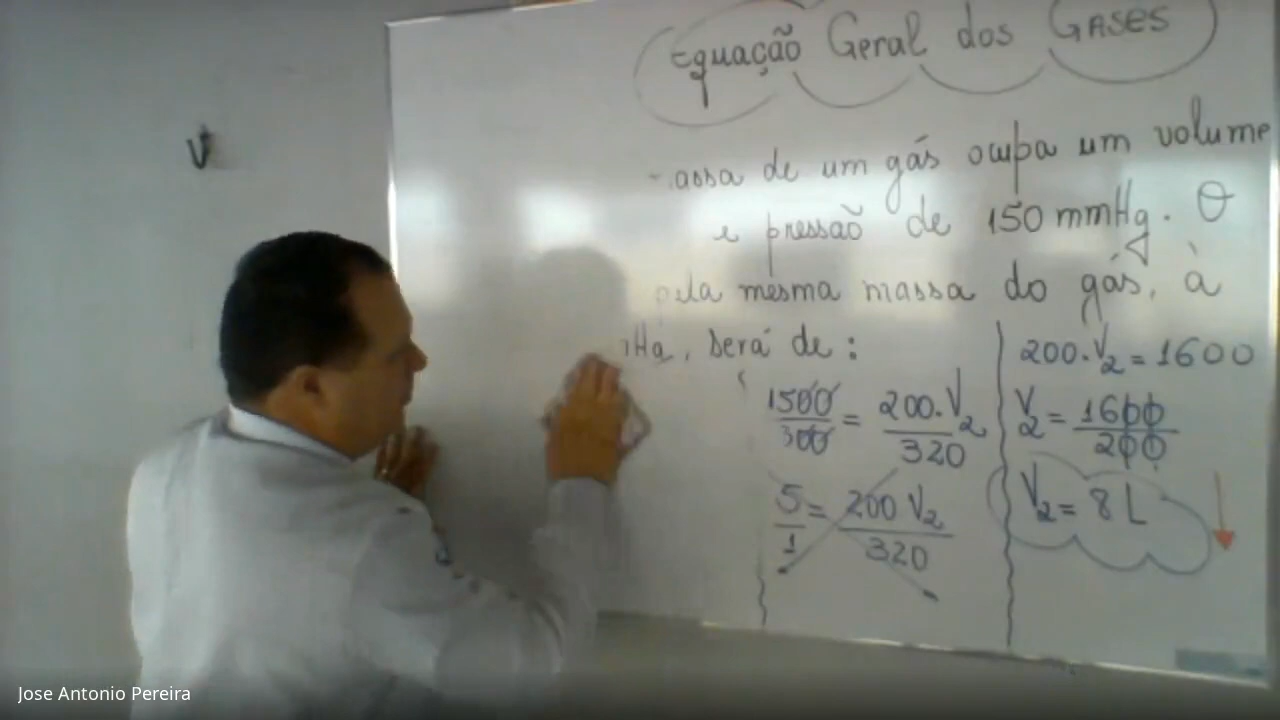 Equação Geral dos GASES
assa de um gás ocupa um volume
e pressão de 150 mmHg. O
pela mesma massa do gás, à
mHg, será de:
1500/300 = 200.V2/320
5/1 = 200 V2/320
200.V2 = 1600
V2 = 1600/200
V2 = 8 L
V
Jose Antonio Pereira